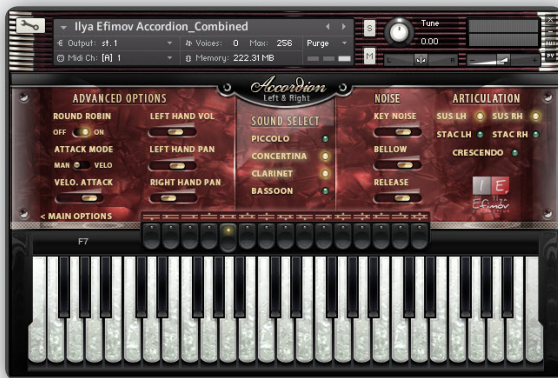 Ilya Efimov Accordion_Combined
Output: st. 1 Voices: 0 Max: 256 Purge
Midi Ch: [A] 1 Memory: 222.31 MB
S
M
Tune
0.00
L R
Accordion
Left & Right
ADVANCED OPTIONS
ROUND ROBIN
OFF ON
ATTACK MODE
MAN VELO
VELO. ATTACK
LEFT HAND VOL
LEFT HAND PAN
RIGHT HAND PAN
< MAIN OPTIONS
SOUND SELECT
PICCOLO
CONCERTINA
CLARINET
BASSOON
NOISE
KEY NOISE
BELLOW
RELEASE
ARTICULATION
SUS LH SUS RH
STAC LH STAC RH
CRESCENDO
I E,
Ilya
Efimov
F7